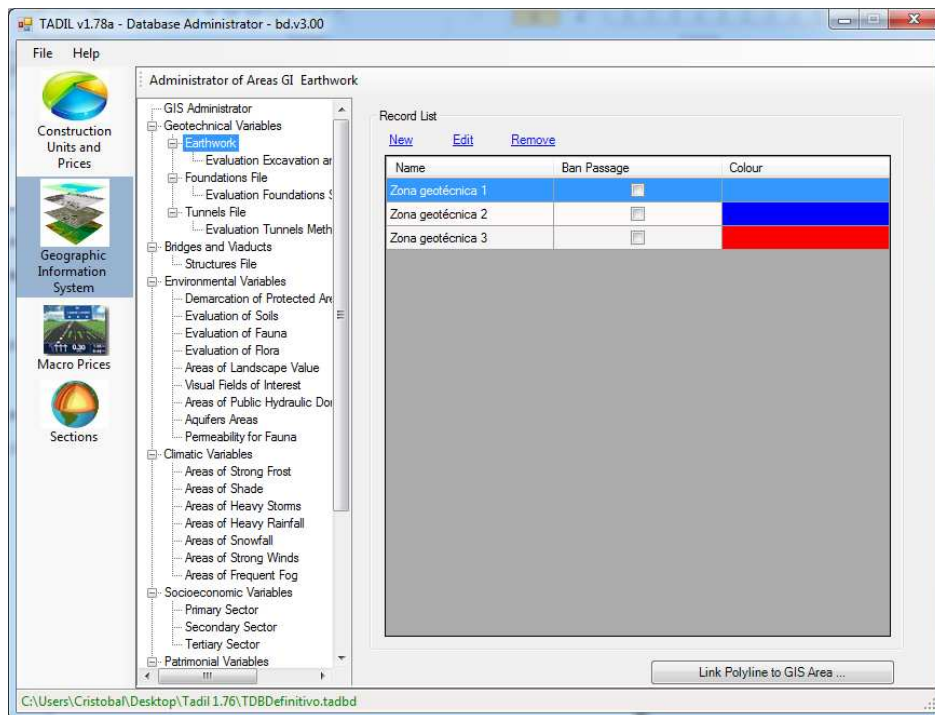 TADIL v1.78a - Database Administrator - bd.v3.00
File Help
Construction
Units and
Prices
Geographic
Information
System
Macro Prices
Sections
Administrator of Areas GI Earthwork
GIS Administrator
Geotechnical Variables
Earthwork
Evaluation Excavation an
Foundations File
Evaluation Foundations S
Tunnels File
Evaluation Tunnels Meth
Bridges and Viaducts
Structures File
Environmental Variables
Demarcation of Protected Are
Evaluation of Soils
Evaluation of Fauna
Evaluation of Flora
Areas of Landscape Value
Visual Fields of Interest
Areas of Public Hydraulic Dor
Aquifers Areas
Permeability for Fauna
Climatic Variables
Areas of Strong Frost
Areas of Shade
Areas of Heavy Storms
Areas of Heavy Rainfall
Areas of Snowfall
Areas of Strong Winds
Areas of Frequent Fog
Socioeconomic Variables
Primary Sector
Secondary Sector
Tertiary Sector
Patrimonial Variables
Record List
New Edit Remove
Name Ban Passage Colour
Zona geotécnica 1
Zona geotécnica 2
Zona geotécnica 3
Link Polyline to GIS Area ...
C:\Users\Cristobal\Desktop\Tadil 1.76\TDBDefinitivo.tadbd